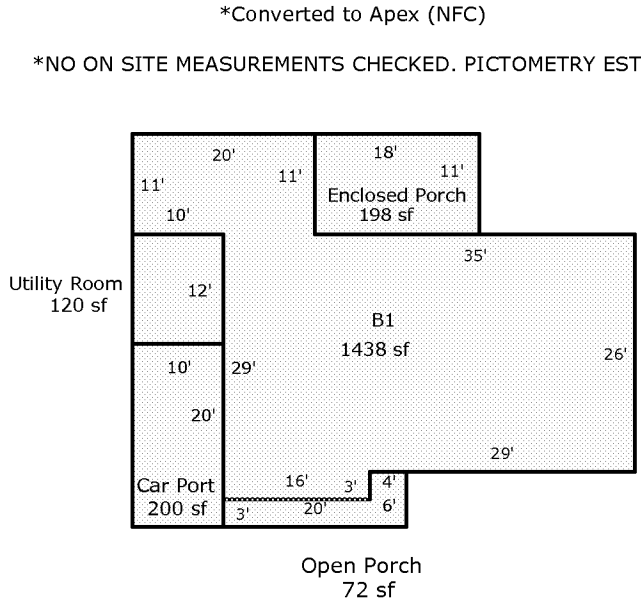 *Converted to Apex (NFC)
*NO ON SITE MEASUREMENTS CHECKED. PICTOMETRY EST
20'
18'
11'
11'
11'
Enclosed Porch
198 sf
10'
35'
Utility Room
120 sf
12'
B1
1438 sf
26'
10'
29'
20'
29'
Car Port
200 sf
16'
3'
4'
3'
20'
6'
Open Porch
72 sf